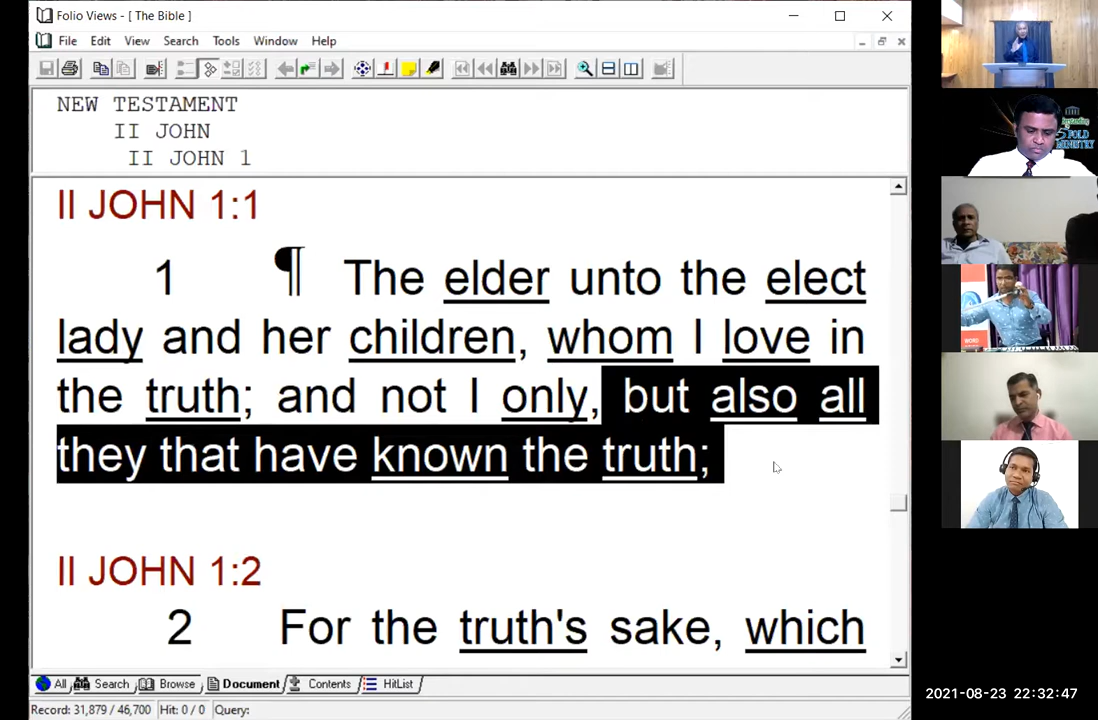 Folio Views - [ The Bible ]
File Edit View Search Tools Window Help
NEW TESTAMENT
II JOHN
II JOHN 1
II JOHN 1:1
1 ¶ The elder unto the elect
lady and her children, whom I love in
the truth; and not I only, but also all
they that have known the truth;
II JOHN 1:2
2 For the truth's sake, which
All Search Browse Document Contents HitList
Record: 31,879 / 46,700 Hit: 0 / 0 Query:
FOLD
MINISTRY
WORD
2021-08-23 22:32:47